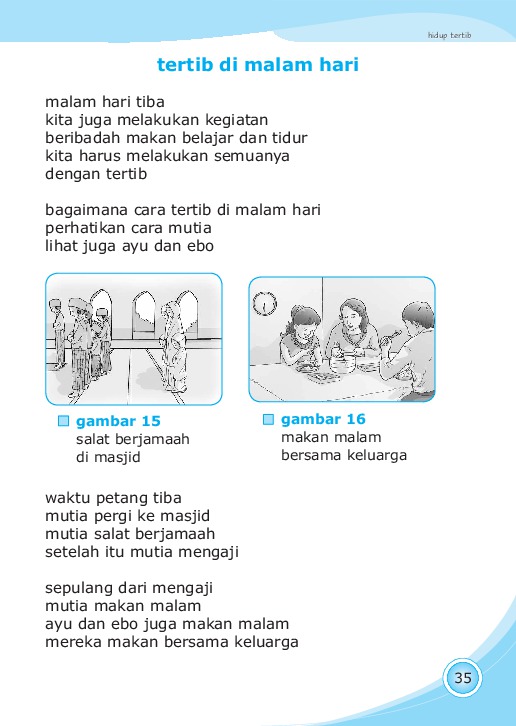 hidup tertib
tertib di malam hari
malam hari tiba
kita juga melakukan kegiatan
beribadah makan belajar dan tidur
kita harus melakukan semuanya
dengan tertib
bagaimana cara tertib di malam hari
perhatikan cara mutia
lihat juga ayu dan ebo
gambar 15
salat berjamaah
di masjid
gambar 16
makan malam
bersama keluarga
waktu petang tiba
mutia pergi ke masjid
mutia salat berjamaah
setelah itu mutia mengaji
sepulang dari mengaji
mutia makan malam
ayu dan ebo juga makan malam
mereka makan bersama keluarga
35